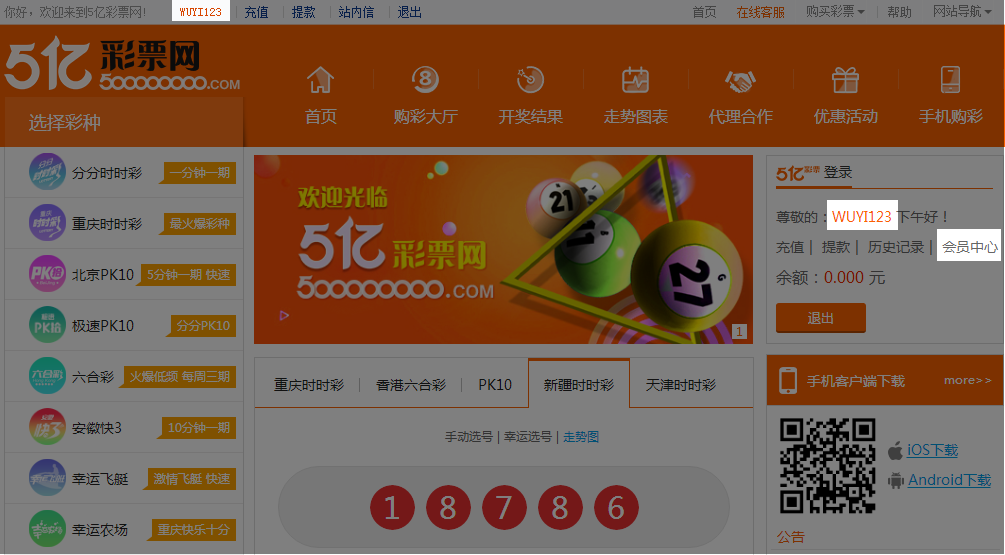 你好，欢迎来到5亿彩票网! WUYI123 充值 提款 站内信 退出 首页 在线客服 购买彩票 帮助 网站导航
5亿彩票网
500000000.COM
首页 购彩大厅 开奖结果 走势图表 代理合作 优惠活动 手机购彩
选择彩种
分分时时彩 一分钟一期
重庆时时彩 最火爆彩种
北京PK10 5分钟一期 快速
极速PK10 分分PK10
六合彩 火爆低频 每周三期
安徽快3 10分钟一期
幸运飞艇 激情飞艇 快速
幸运农场 重庆快乐十分
欢迎光临
5亿彩票网
500000000.COM
21
6
27
1
5亿彩票 登录
尊敬的：WUYI123 下午好！
充值 | 提款 | 历史记录 | 会员中心
余额：0.000 元
退出
重庆时时彩 香港六合彩 PK10 新疆时时彩 天津时时彩
手动选号 | 幸运选号 | 走势图
1 8 7 8 6
手机客户端下载 more>>
iOS下载
Android下载
公告